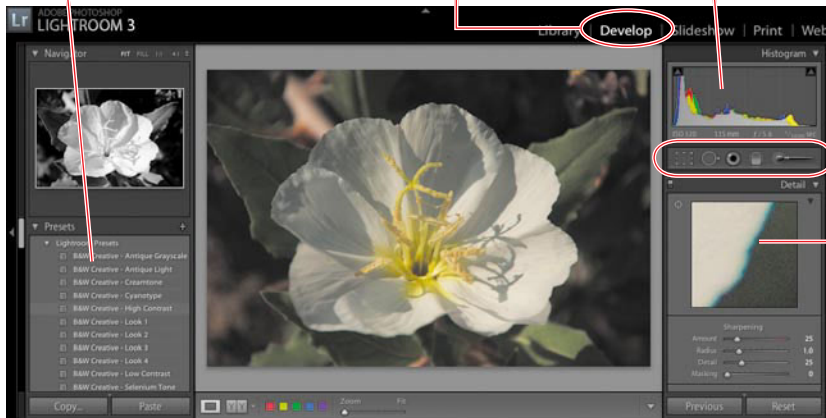 Lr ADOBE PHOTOSHOP
LIGHTROOM 3
Library | Develop | Slideshow | Print | Web
Navigator FIT FILL
Histogram
ISO 120
Detail
Presets +
Lightroom Presets
B&W Creative - Antique Grayscale
B&W Creative - Antique Light
B&W Creative - Creamtone
B&W Creative - Cyanotype
B&W Creative - High Contrast
B&W Creative - Look 1
B&W Creative - Look 2
B&W Creative - Look 3
B&W Creative - Look 4
B&W Creative - Low Contrast
B&W Creative - Selenium Tone
Sharpening
Amount 25
Radius 1.0
Detail 25
Masking 0
Copy... Paste
Zoom Fit
Previous Reset